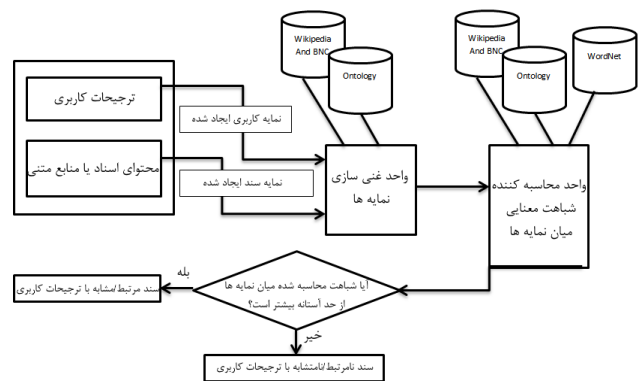 Wikipedia
And BNC
Ontology
Wikipedia
And BNC
Ontology
WordNet
ترجیحات کاربری
نمایه کاربری ایجاد شده
محتوای اسناد یا منابع متنی
نمایه سند ایجاد شده
واحد غنی سازی
نمایه ها
واحد محاسبه کننده
شباهت معنایی
میان نمایه ها
آیا شباهت محاسبه شده میان نمایه ها
از حد آستانه بیشتر است؟
بله
سند مرتبط/مشابه با ترجیحات کاربری
خیر
سند نامرتبط/نامتشابه با ترجیحات کاربری